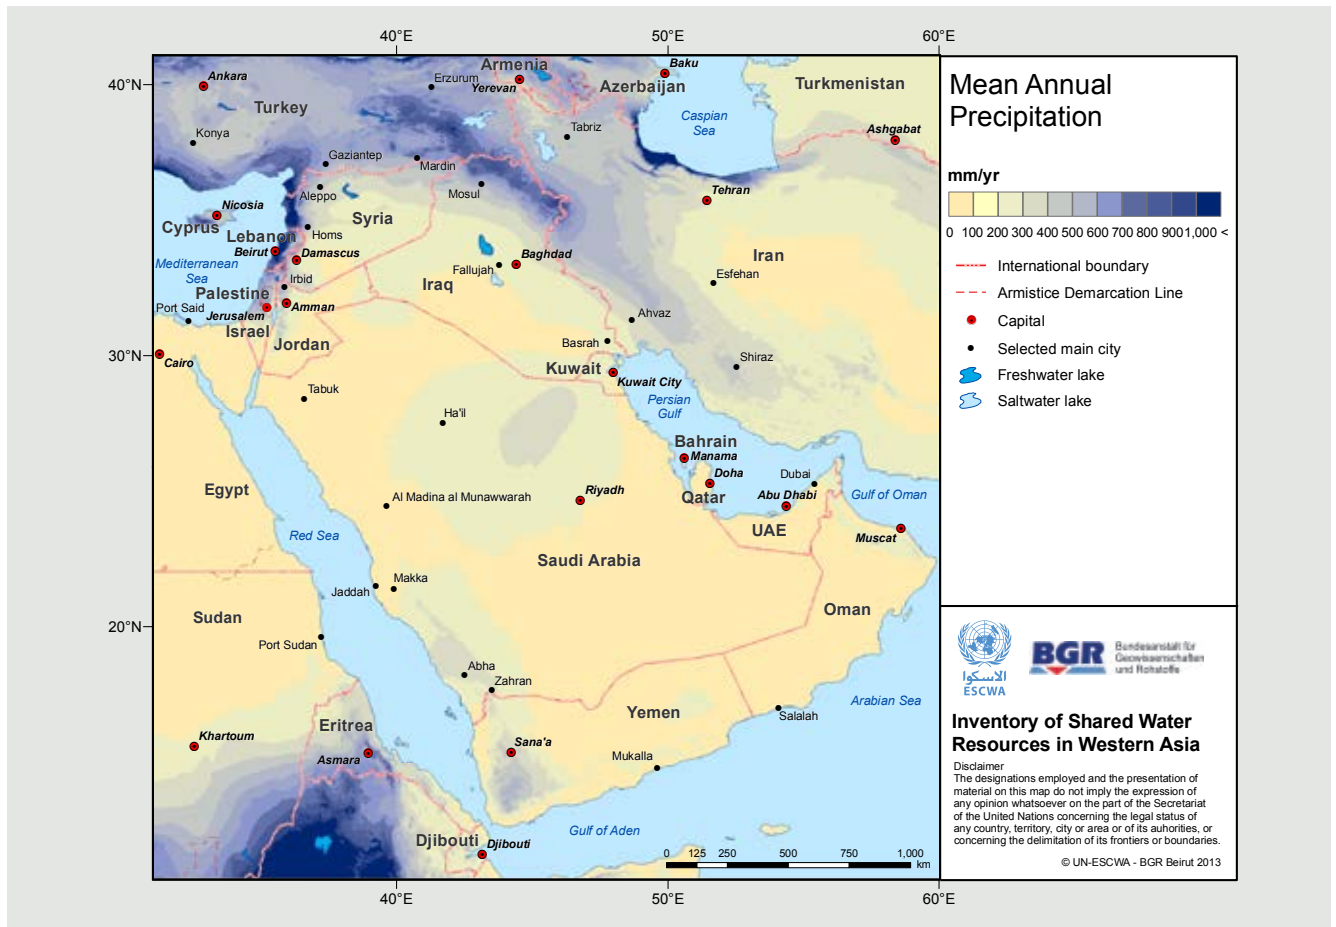 40°E
50°E
60°E
40°N
30°N
20°N
40°E
50°E
60°E
Ankara
Turkey
Konya
Erzurum
Armenia
Yerevan
Baku
Azerbaijan
Turkmenistan
Caspian
Sea
Ashgabat
Tabriz
Gaziantep
Mardin
Aleppo
Mosul
Tehran
Nicosia
Cyprus
Syria
Lebanon
Homs
Beirut
Damascus
Mediterranean
Sea
Irbid
Fallujah
Baghdad
Iran
Esfehan
Iraq
Palestine
Port Said
Jerusalem
Amman
Israel
Jordan
Ahvaz
Basrah
Cairo
Shiraz
Kuwait
Kuwait City
Tabuk
Persian
Gulf
Ha'il
Bahrain
Manama
Doha
Dubai
Egypt
Al Madina al Munawwarah
Riyadh
Qatar
Abu Dhabi
Gulf of Oman
UAE
Muscat
Red Sea
Saudi Arabia
Jaddah
Makka
Sudan
Oman
Port Sudan
Abha
Zahran
Arabian Sea
Yemen
Salalah
Eritrea
Khartoum
Sana'a
Asmara
Mukalla
Djibouti
Djibouti
Gulf of Aden
0 125 250 500 750 1,000
km
Mean Annual
Precipitation
mm/yr
0 100 200 300 400 500 600 700 800 900 1,000 <
International boundary
Armistice Demarcation Line
Capital
Selected main city
Freshwater lake
Saltwater lake
الاسكوا
ESCWA
BGR
Bundesanstalt für
Geowissenschaften
und Rohstoffe
Inventory of Shared Water
Resources in Western Asia
Disclaimer
The designations employed and the presentation of
material on this map do not imply the expression of
any opinion whatsoever on the part of the Secretariat
of the United Nations concerning the legal status of
any country, territory, city or area or of its auhorities, or
concerning the delimitation of its frontiers or boundaries.
© UN-ESCWA - BGR Beirut 2013